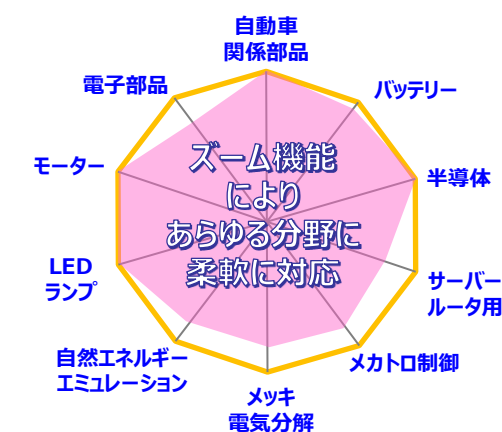 自動車
関係部品
電子部品
バッテリー
モーター
ズーム機能
により
あらゆる分野に
柔軟に対応
半導体
LED
ランプ
サーバー
ルータ用
自然エネルギー
エミュレーション
メカトロ制御
メッキ
電気分解